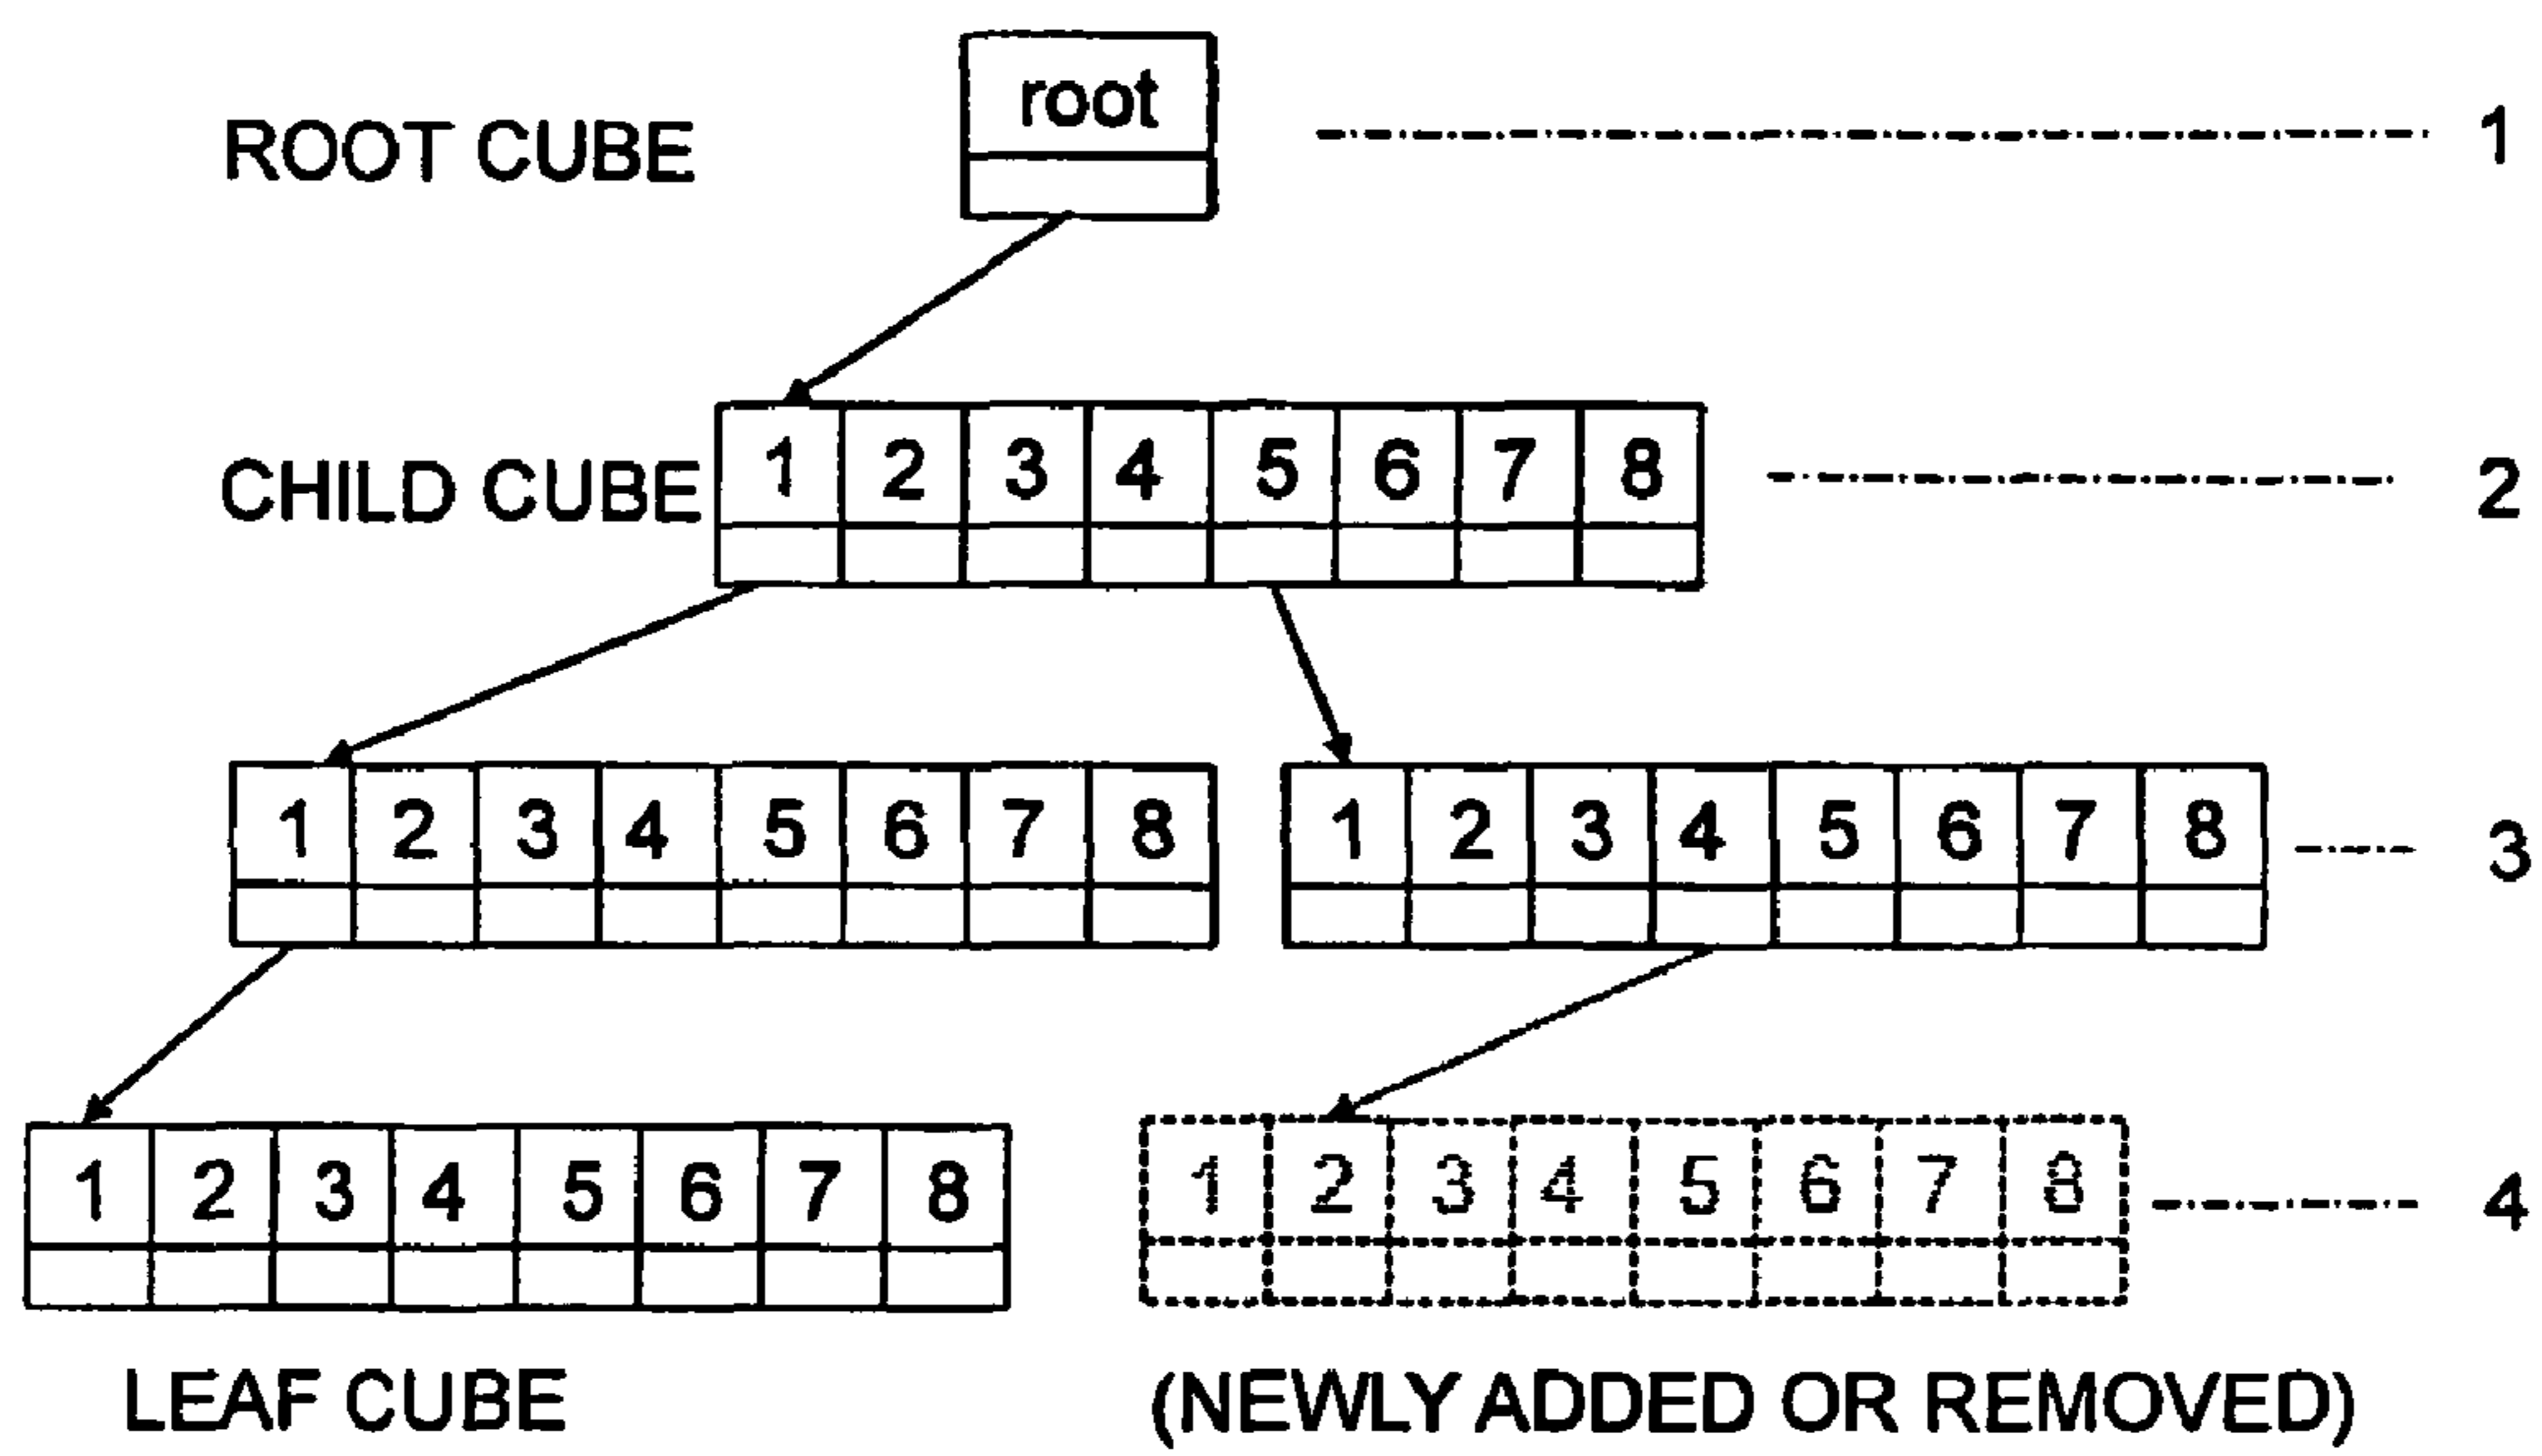 root
ROOT CUBE 1
CHILD CUBE 1 2 3 4 5 6 7 8 2
1 2 3 4 5 6 7 8 1 2 3 4 5 6 7 8 3
1 2 3 4 5 6 7 8 1 2 3 4 5 6 7 8 4
LEAF CUBE (NEWLY ADDED OR REMOVED)